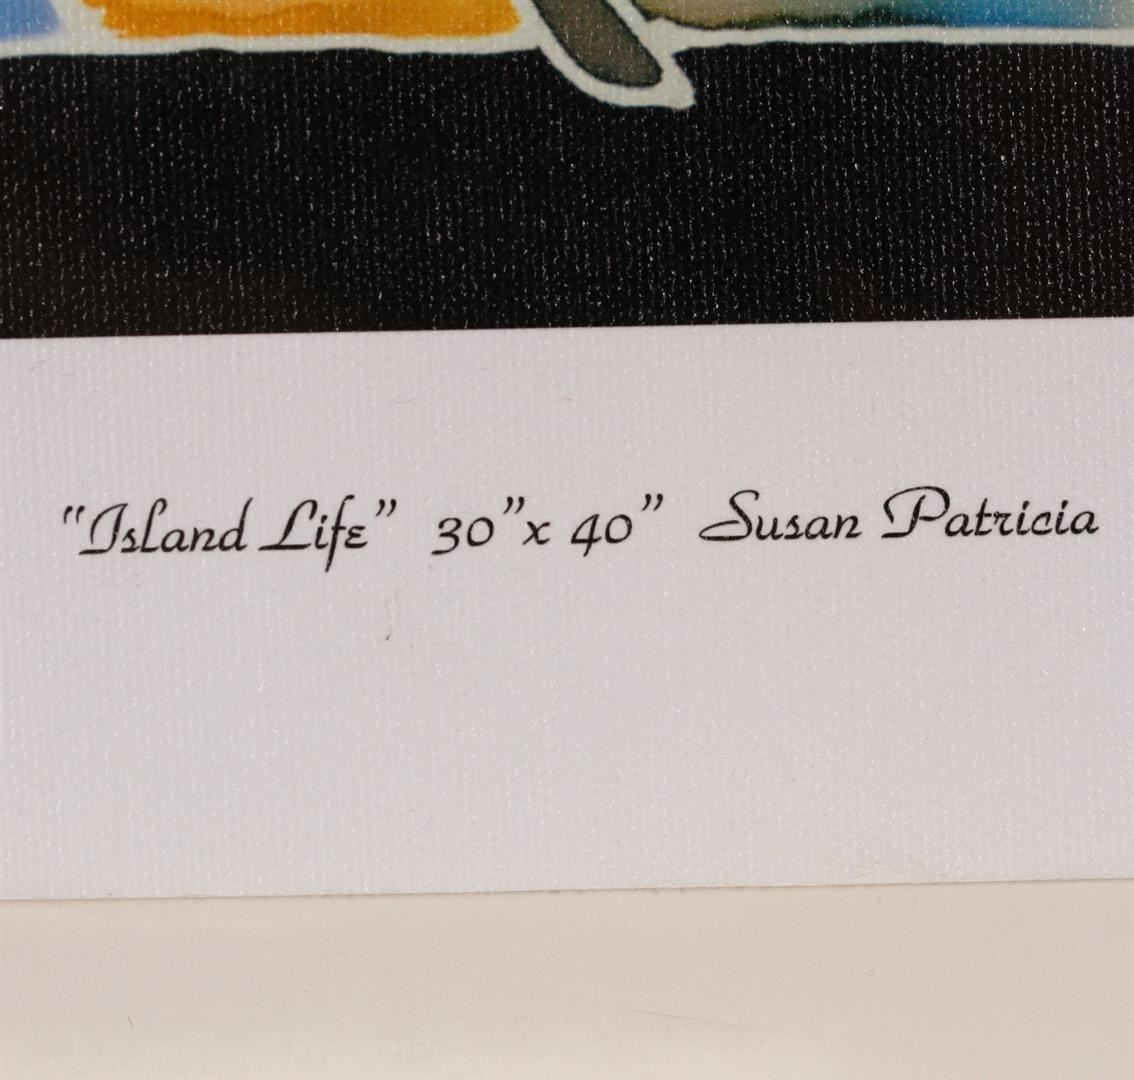 "Island Life" 30”x 40” Susan Patricia